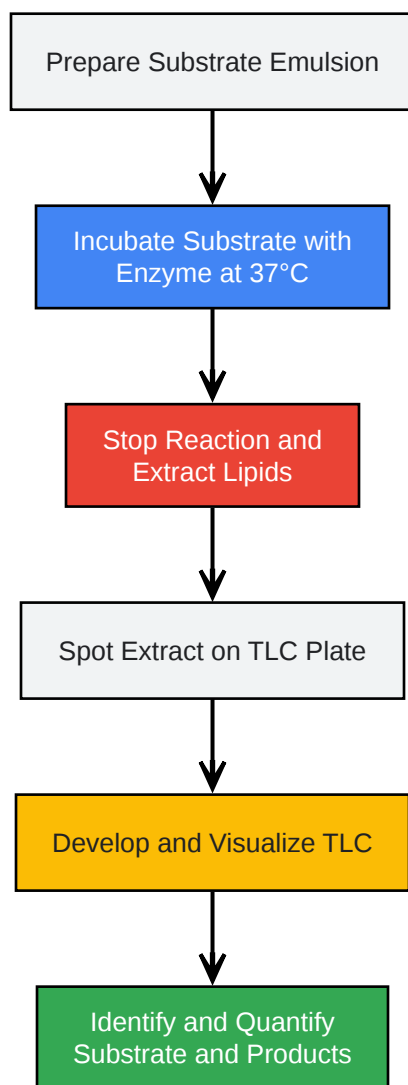 Prepare Substrate Emulsion
Incubate Substrate with
Enzyme at 37°C
Stop Reaction and
Extract Lipids
Spot Extract on TLC Plate
Develop and Visualize TLC
Identify and Quantify
Substrate and Products